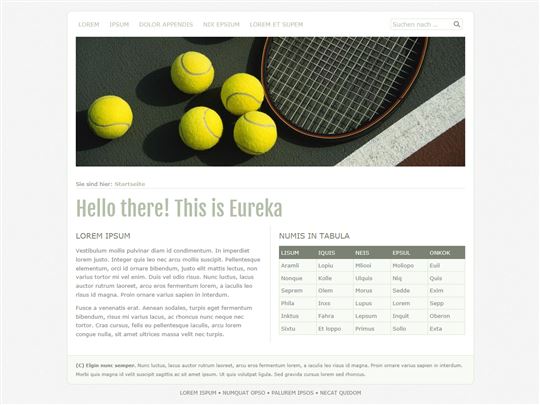 LOREM IPSUM DOLOR APPENDIS NIX EPSIUM LOREM ET SUPEM Suchen nach ...
Sie sind hier: Startseite
Hello there! This is Eureka
LOREM IPSUM
Vestibulum mollis pulvinar diam id condimentum. In imperdiet
lorem justo. Integer quis leo nec arcu mollis suscipit. Pellentesque
elementum, orci id ornare bibendum, justo elit mattis lectus, non
varius tortor mi vel enim. Duis vel odio risus. Nunc luctus, lacus
auctor rutrum laoreet, arcu eros fermentum lorem, a iaculis leo
risus id magna. Proin ornare varius sapien in interdum.
Fusce a venenatis erat. Aenean sodales, turpis eget fermentum
bibendum, risus mi varius lacus, ac rhoncus nunc neque nec
tortor. Cras cursus, felis eu pellentesque iaculis, arcu lorem
congue nulla, sit amet dictum massa velit nec turpis.
NUMIS IN TABULA
LISUM IQUIS NEIS EPSUL ONKOK
Aramli Lopiu Mlioxi Moliopo Euil
Nonque Kolle Ulquis Niq Quis
Seprem Olem Morus Sedde Exim
Phila Inxs Lupus Lorem Sepp
Inktus Fahra Lepsum Inquit Oberon
Sixtu Et loppo Primus Sollo Exta
(C) Eligin nunc semper. Nunc luctus, lacus auctor rutrum laoreet, arcu eros fermentum lorem, a iaculis leo risus id magna. Proin ornare varius sapien in interdum.
Morbi quis magna id velit suscipit sagittis ac sit amet ipsum. Ut quis volutpat ligula. Sed gravida cursus lorem sed rhoncus.
LOREM ISPUM • NUMQUAT OPSO • PALUREM IPSOS • NECAT QUIDOM